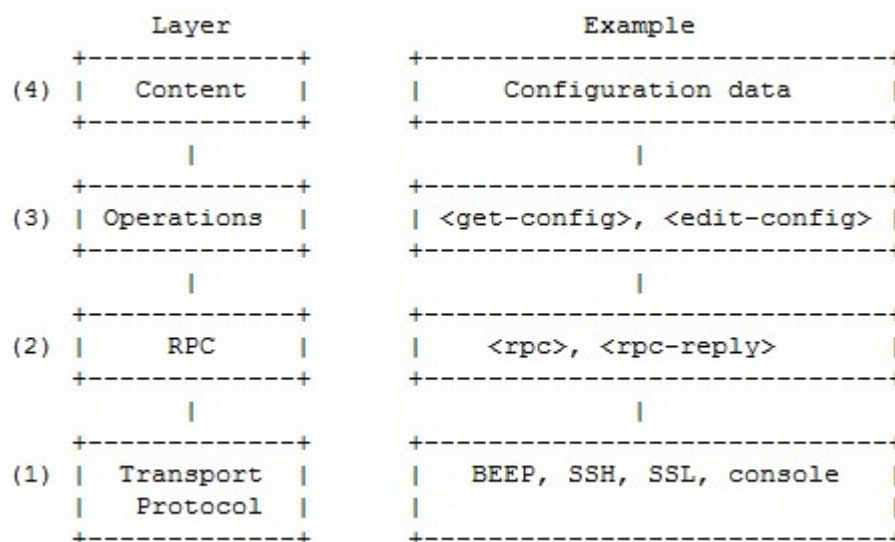 Layer Example
(4) Content Configuration data
(3) Operations <get-config>, <edit-config>
(2) RPC <rpc>, <rpc-reply>
(1) Transport BEEP, SSH, SSL, console
Protocol